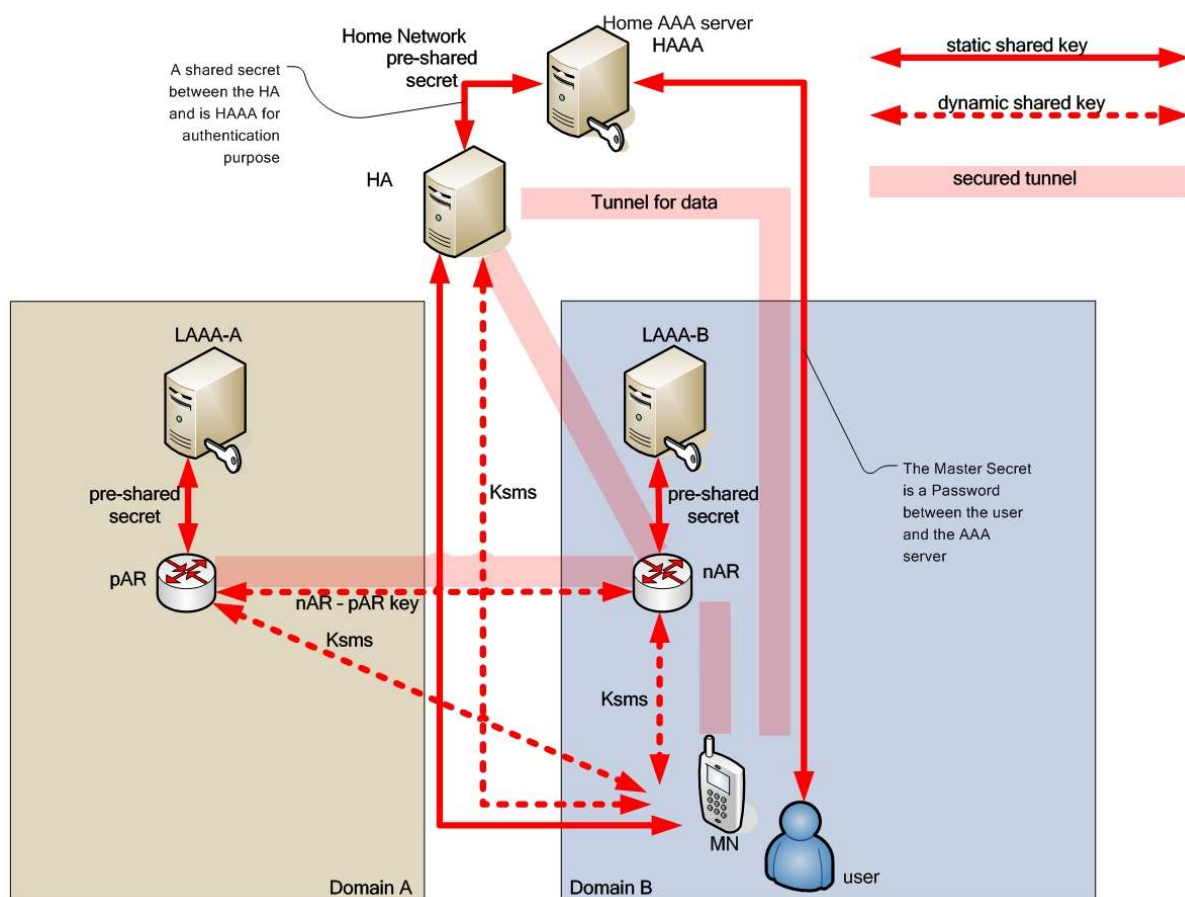 Home AAA server
HAAA
Home Network
pre-shared
secret
A shared secret
between the HA
and is HAAA for
authentication
purpose
static shared key
dynamic shared key
secured tunnel
HA
Tunnel for data
LAAA-A
LAAA-B
pre-shared
secret
Ksms
pre-shared
secret
The Master Secret
is a Password
between the user
and the AAA
server
pAR
nAR
nAR - pAR key
Ksms
Ksms
MN
user
Domain A
Domain B